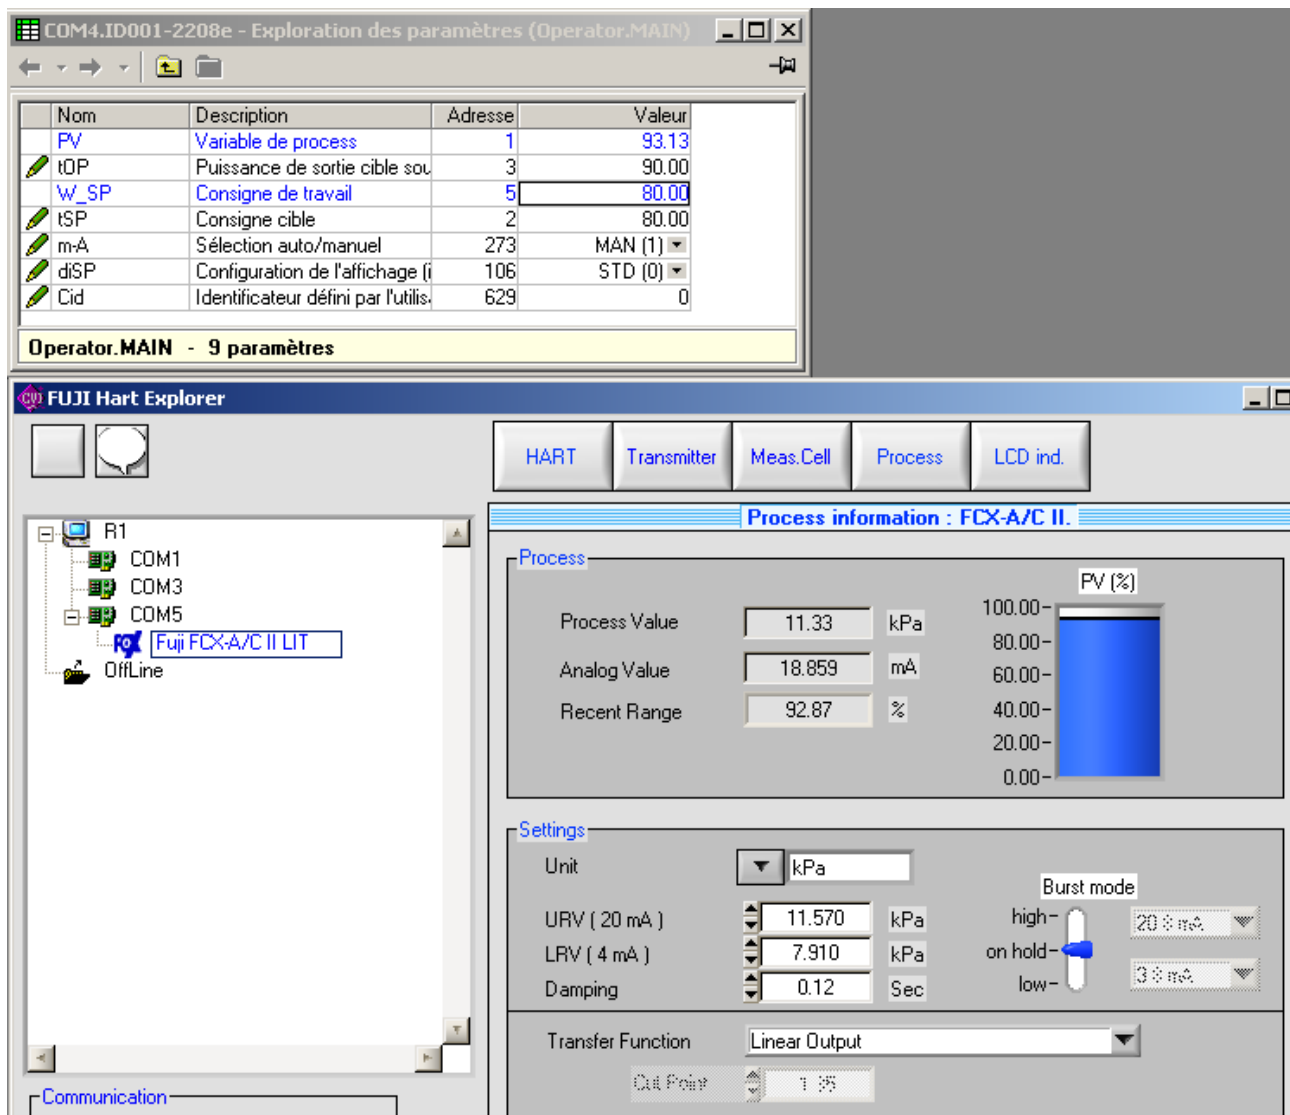 COM4.ID001-2208e - Exploration des paramètres (Operator.MAIN)
Nom Description Adresse Valeur
PV Variable de process 1 93.13
tOP Puissance de sortie cible sou 3 90.00
W_SP Consigne de travail 5 80.00
tSP Consigne cible 2 80.00
m-A Sélection auto/manuel 273 MAN (1)
diSP Configuration de l'affichage (i 106 STD (0)
Cid Identificateur défini par l'utilis. 629 0
Operator.MAIN - 9 paramètres
FUJI Hart Explorer
HART Transmitter Meas.Cell Process LCD ind.
R1
COM1
COM3
COM5
Fuji FCX-A/C II LIT
OffLine
Communication
Process information : FCX-A/C II.
Process
Process Value 11.33 kPa
Analog Value 18.859 mA
Recent Range 92.87 %
PV (%)
100.00
80.00
60.00
40.00
20.00
0.00
Settings
Unit kPa
URV ( 20 mA ) 11.570 kPa
LRV ( 4 mA ) 7.910 kPa
Damping 0.12 Sec
Burst mode
high
on hold
low
Transfer Function Linear Output
Cut Point